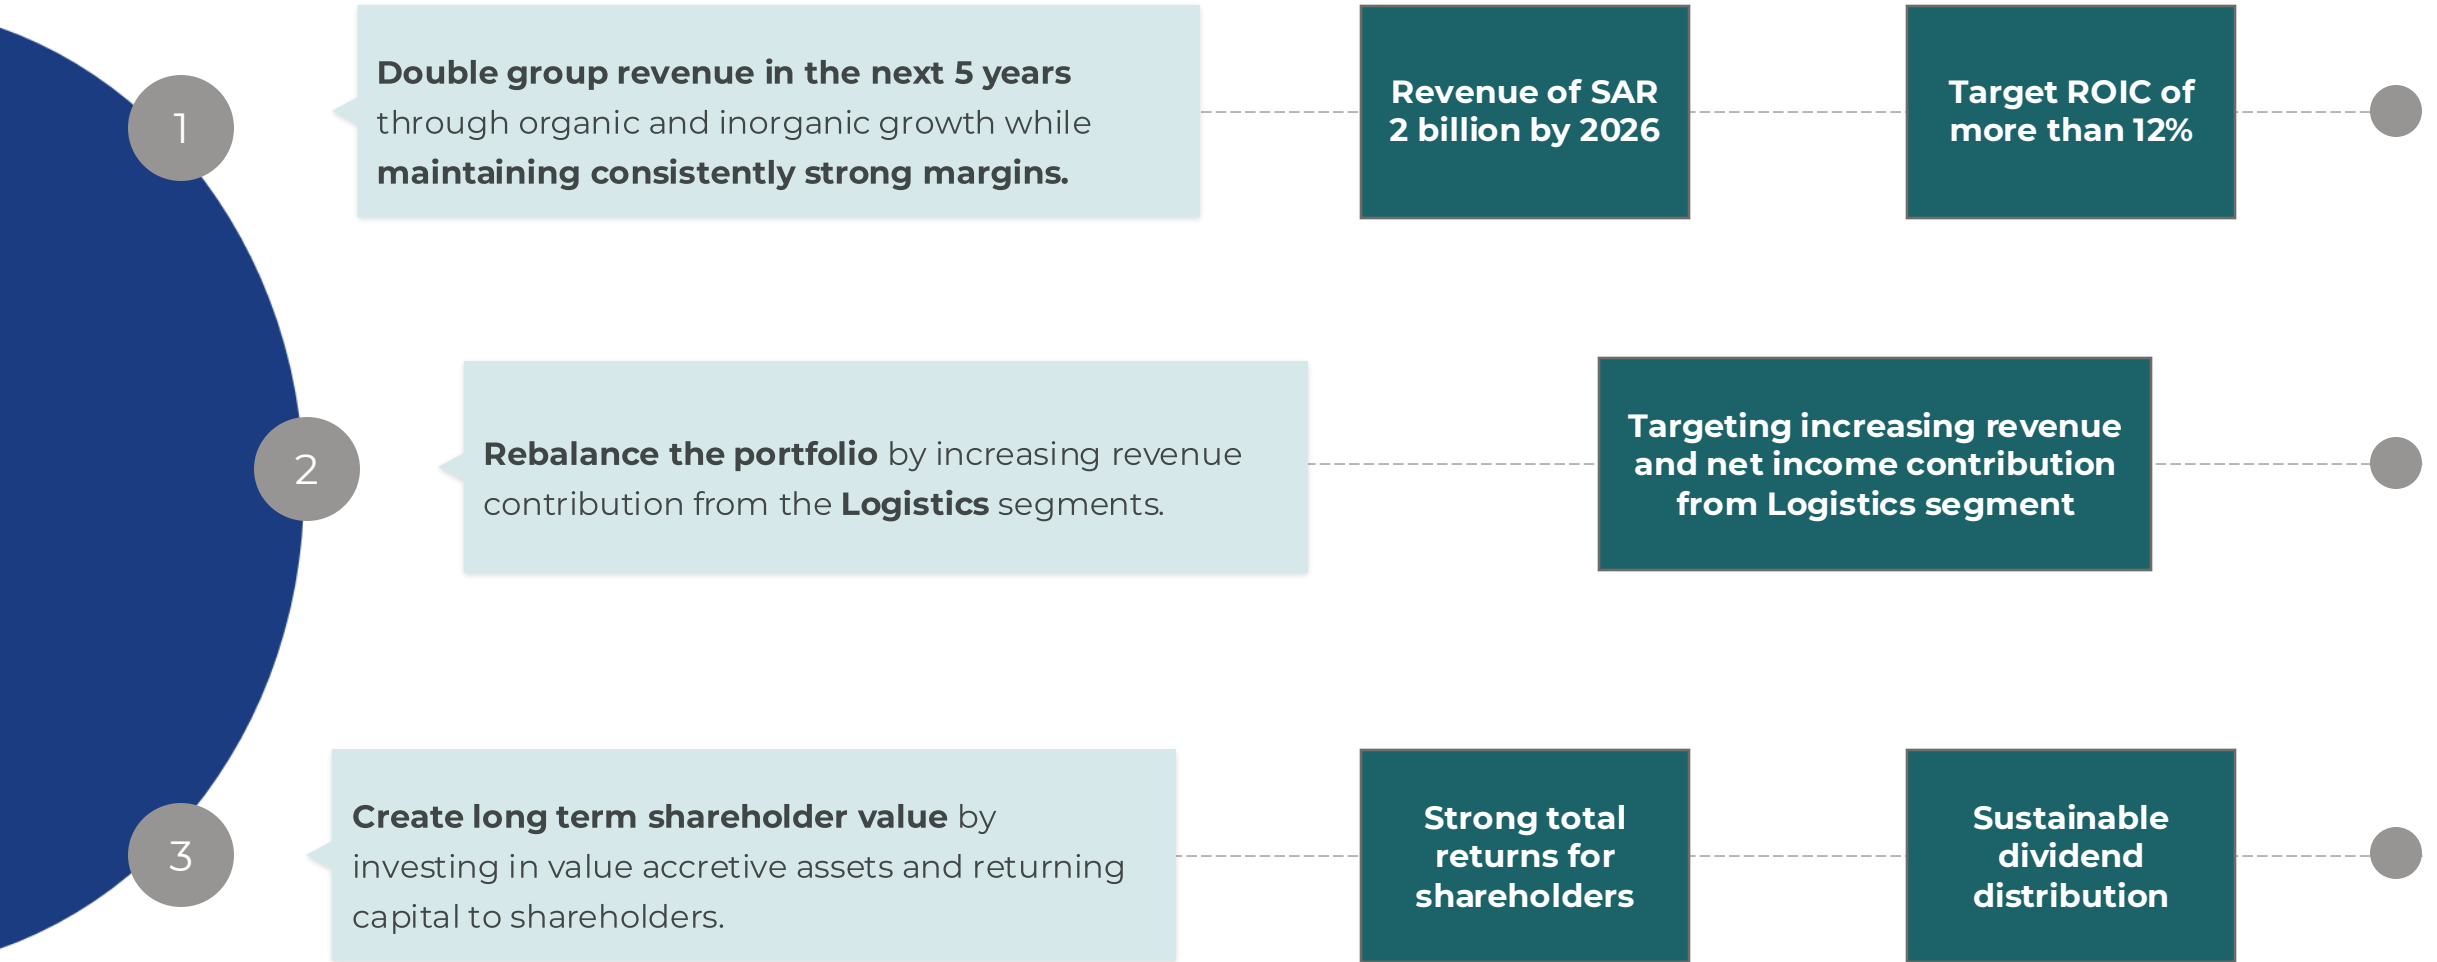 1
Double group revenue in the next 5 years
through organic and inorganic growth while
maintaining consistently strong margins.
Revenue of SAR
2 billion by 2026
Target ROIC of
more than 12%
2
Rebalance the portfolio by increasing revenue
contribution from the Logistics segments.
Targeting increasing revenue
and net income contribution
from Logistics segment
3
Create long term shareholder value by
investing in value accretive assets and returning
capital to shareholders.
Strong total
returns for
shareholders
Sustainable
dividend
distribution